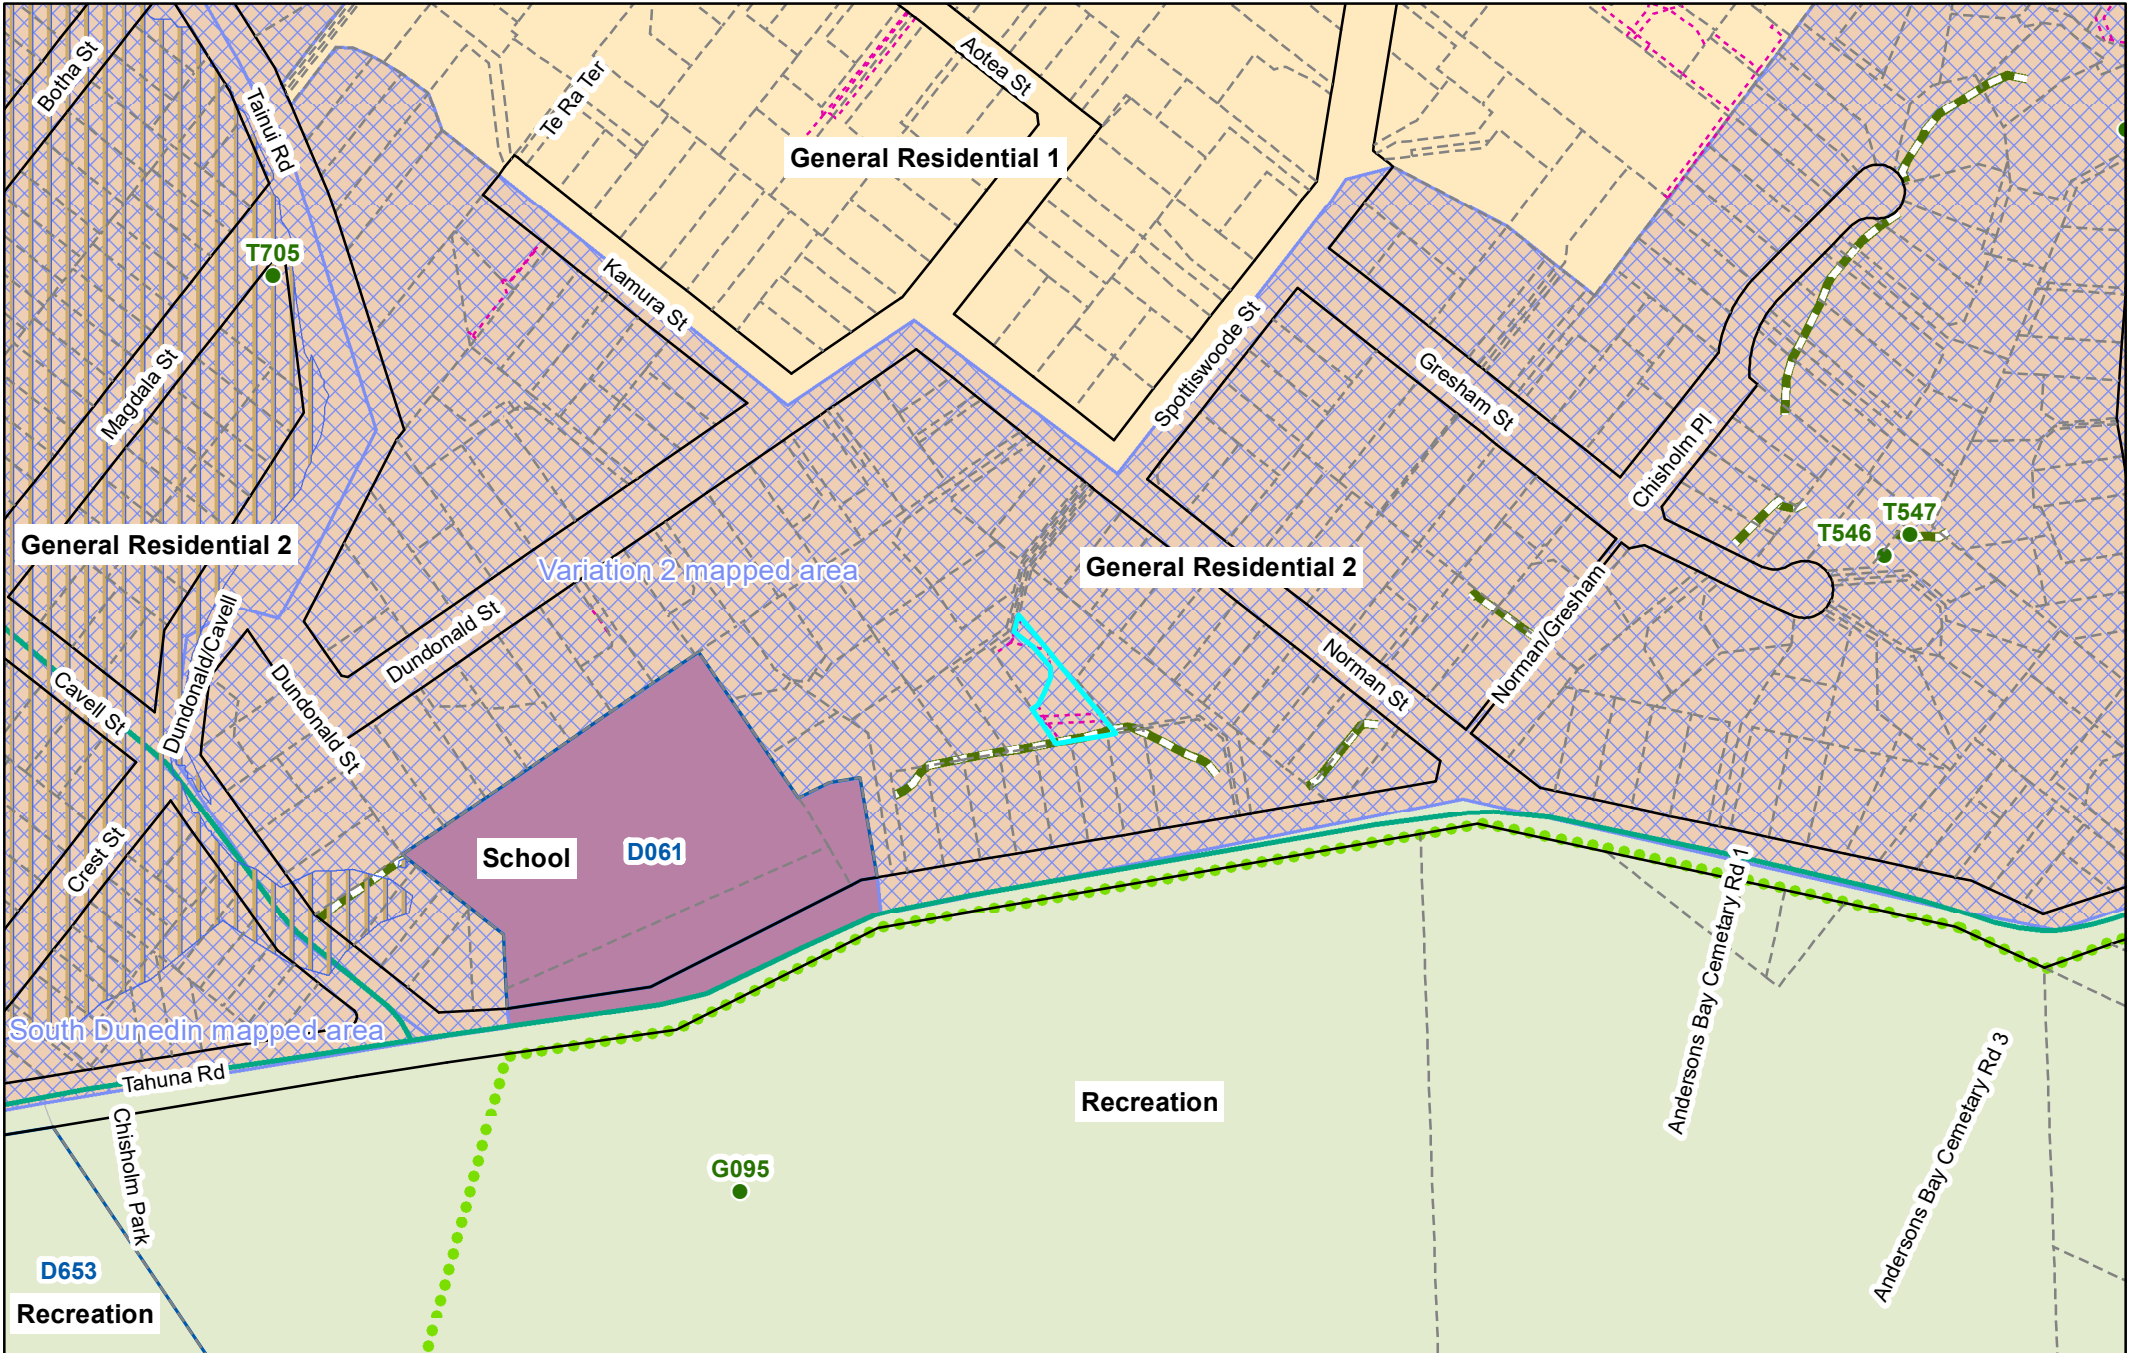 Botha St
Tainui Rd
Te Ra Ter
Aotea St
General Residential 1
T705
Kamura St
Magdala St
Spottiswoode St
Gresham St
Chisholm Pl
T547
T546
General Residential 2
Variation 2 mapped area
General Residential 2
Dundonald/Cavell
Dundonald St
Norman/Gresham
Norman St
Cavell St
Dundonald St
Crest St
School
D061
Andersons Bay Cemetary Rd 1
South Dunedin mapped area
Tahuna Rd
Chisholm Park
Recreation
Andersons Bay Cemetary Rd 3
G095
D653
Recreation